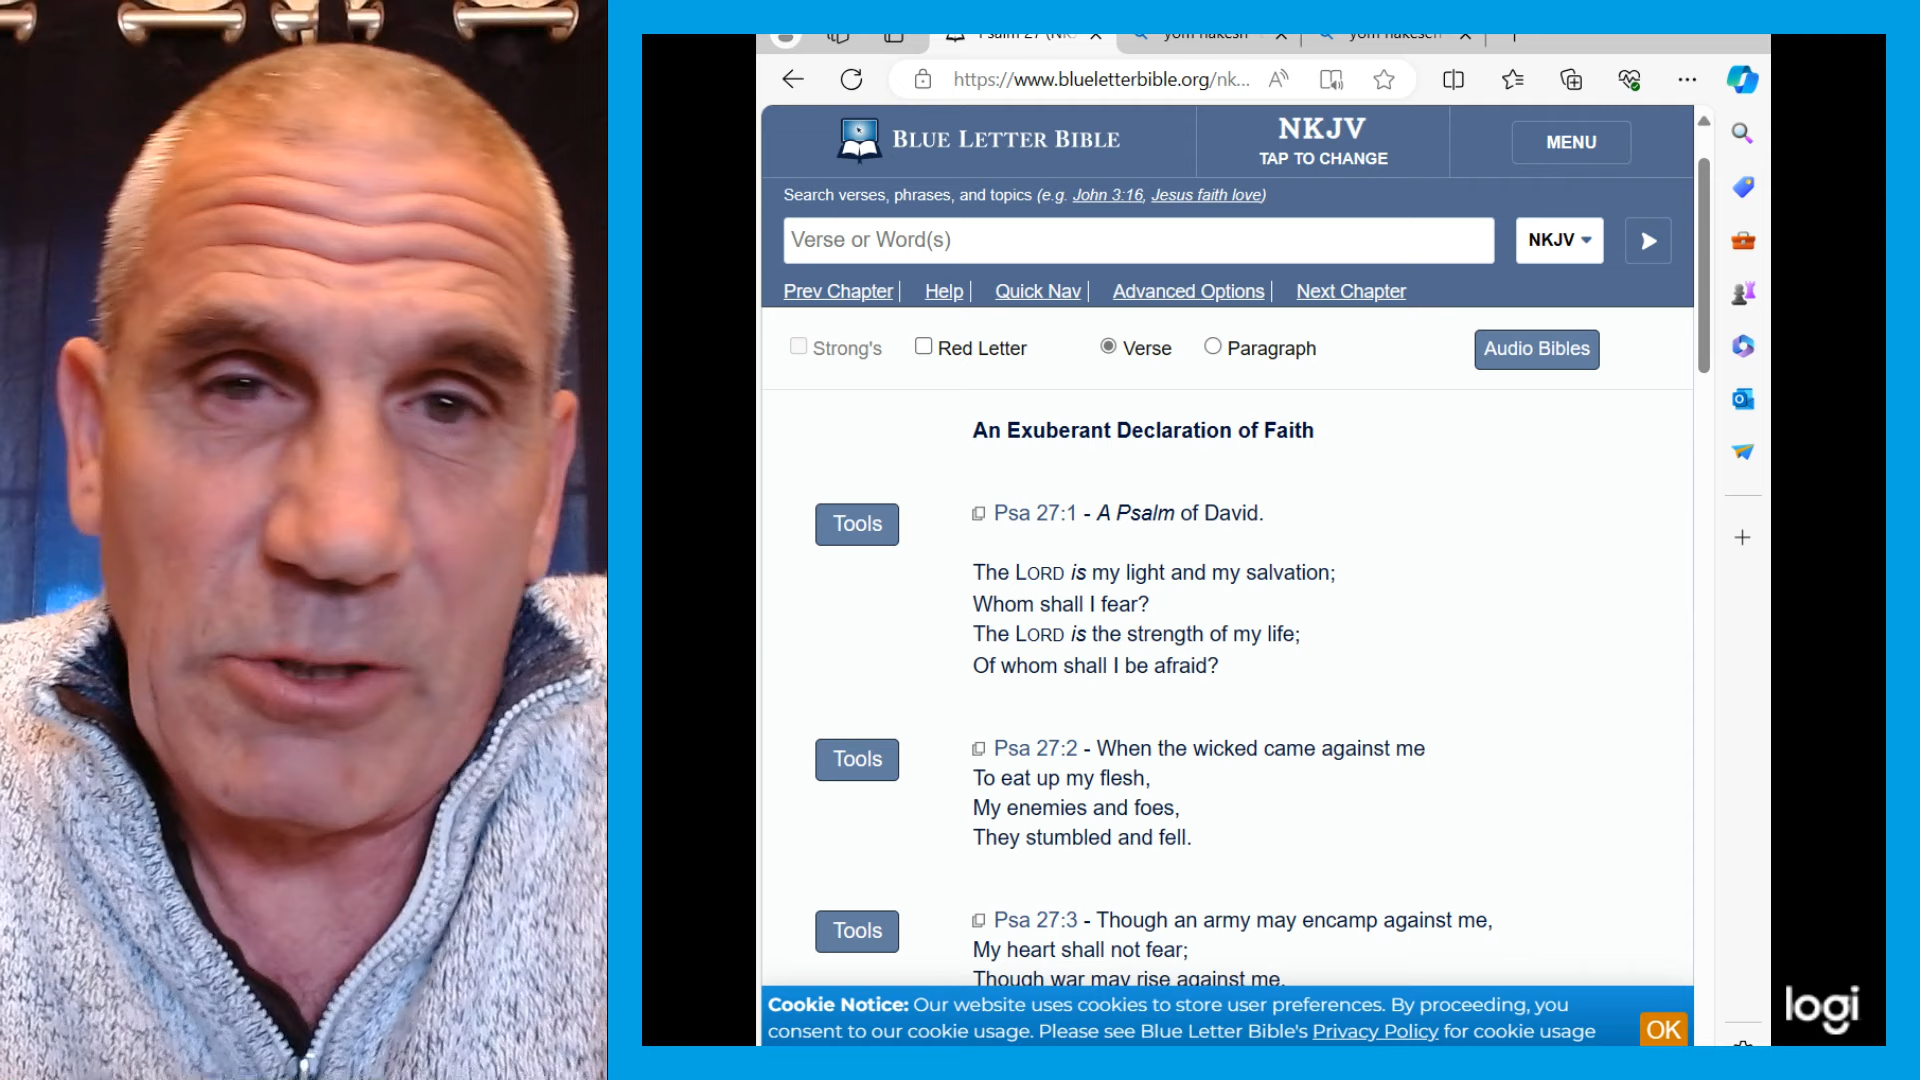 Psalm 27 (NK
yom hakesh
yom hakeseh
https://www.blueletterbible.org/nk...
BLUE LETTER BIBLE
NKJV
TAP TO CHANGE
MENU
Search verses, phrases, and topics (e.g. John 3:16, Jesus faith love)
Verse or Word(s)
NKJV
Prev Chapter | Help | Quick Nav | Advanced Options | Next Chapter
Strong's Red Letter Verse Paragraph Audio Bibles
An Exuberant Declaration of Faith
Tools
Psa 27:1 - A Psalm of David.
The LORD is my light and my salvation;
Whom shall I fear?
The LORD is the strength of my life;
Of whom shall I be afraid?
Tools
Psa 27:2 - When the wicked came against me
To eat up my flesh,
My enemies and foes,
They stumbled and fell.
Tools
Psa 27:3 - Though an army may encamp against me,
My heart shall not fear;
Though war may rise against me,
Cookie Notice: Our website uses cookies to store user preferences. By proceeding, you
consent to our cookie usage. Please see Blue Letter Bible's Privacy Policy for cookie usage
OK
logi